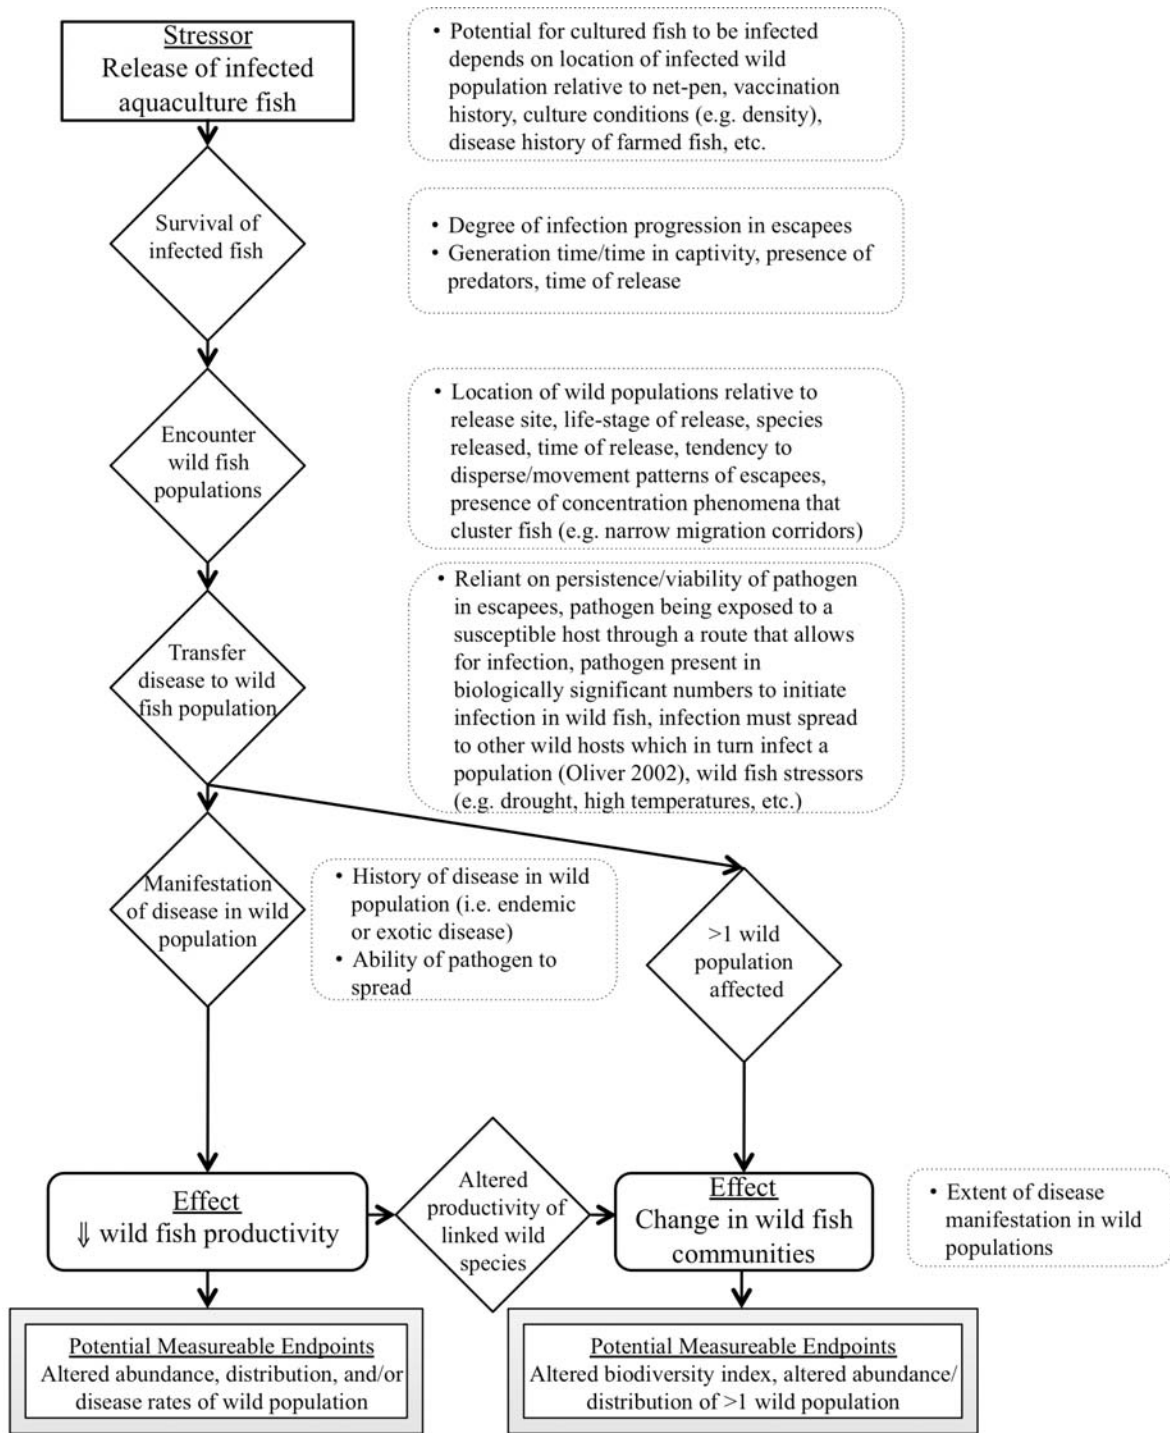 Stressor
Release of infected
aquaculture fish
• Potential for cultured fish to be infected
depends on location of infected wild
population relative to net-pen, vaccination
history, culture conditions (e.g. density),
disease history of farmed fish, etc.
Survival of
infected fish
• Degree of infection progression in escapees
• Generation time/time in captivity, presence of
predators, time of release
Encounter
wild fish
populations
• Location of wild populations relative to
release site, life-stage of release, species
released, time of release, tendency to
disperse/movement patterns of escapees,
presence of concentration phenomena that
cluster fish (e.g. narrow migration corridors)
Transfer
disease to wild
fish population
• Reliant on persistence/viability of pathogen
in escapees, pathogen being exposed to a
susceptible host through a route that allows
for infection, pathogen present in
biologically significant numbers to initiate
infection in wild fish, infection must spread
to other wild hosts which in turn infect a
population (Oliver 2002), wild fish stressors
(e.g. drought, high temperatures, etc.)
Manifestation
of disease in wild
population
• History of disease in wild
population (i.e. endemic
or exotic disease)
• Ability of pathogen to
spread
>1 wild
population
affected
Effect
⇓ wild fish productivity
Altered
productivity of
linked wild
species
Effect
Change in wild fish
communities
• Extent of disease
manifestation in wild
populations
Potential Measureable Endpoints
Altered abundance, distribution, and/or
disease rates of wild population
Potential Measureable Endpoints
Altered biodiversity index, altered abundance/
distribution of >1 wild population